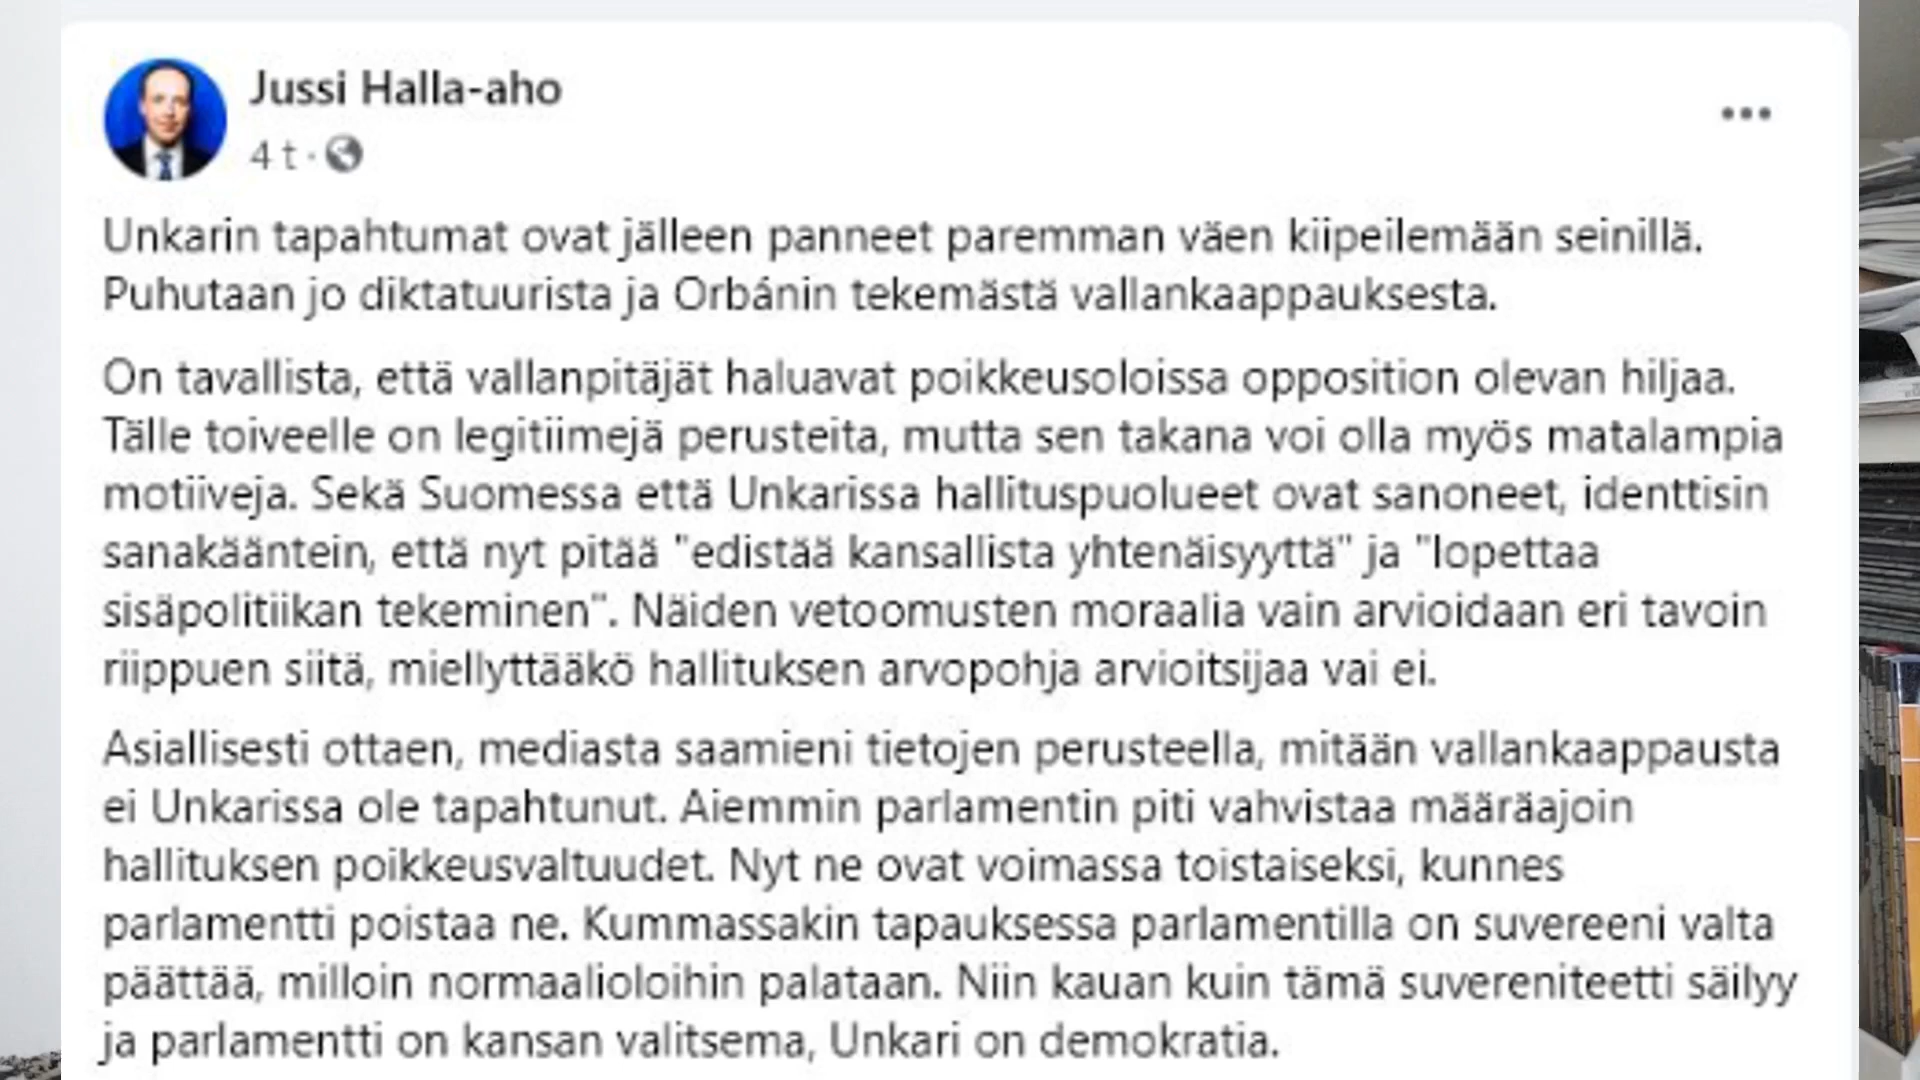 Jussi Halla-aho
4 t ·
Unkarin tapahtumat ovat jälleen panneet paremman väen kiipeilemään seinillä.
Puhutaan jo diktatuurista ja Orbánin tekemästä vallankaappauksesta.
On tavallista, että vallanpitäjät haluavat poikkeusoloissa opposition olevan hiljaa.
Tälle toiveelle on legitiimejä perusteita, mutta sen takana voi olla myös matalampia
motiiveja. Sekä Suomessa että Unkarissa hallituspuolueet ovat sanoneet, identtisin
sanakääntein, että nyt pitää "edistää kansallista yhtenäisyyttä" ja "lopettaa
sisäpolitiikan tekeminen". Näiden vetoomusten moraalia vain arvioidaan eri tavoin
riippuen siitä, miellyttääkö hallituksen arvopohja arvioitsijaa vai ei.
Asiallisesti ottaen, mediasta saamieni tietojen perusteella, mitään vallankaappausta
ei Unkarissa ole tapahtunut. Aiemmin parlamentin piti vahvistaa määräajoin
hallituksen poikkeusvaltuudet. Nyt ne ovat voimassa toistaiseksi, kunnes
parlamentti poistaa ne. Kummassakin tapauksessa parlamentilla on suvereeni valta
päättää, milloin normaalioloihin palataan. Niin kauan kuin tämä suvereniteetti säilyy
ja parlamentti on kansan valitsema, Unkari on demokratia.